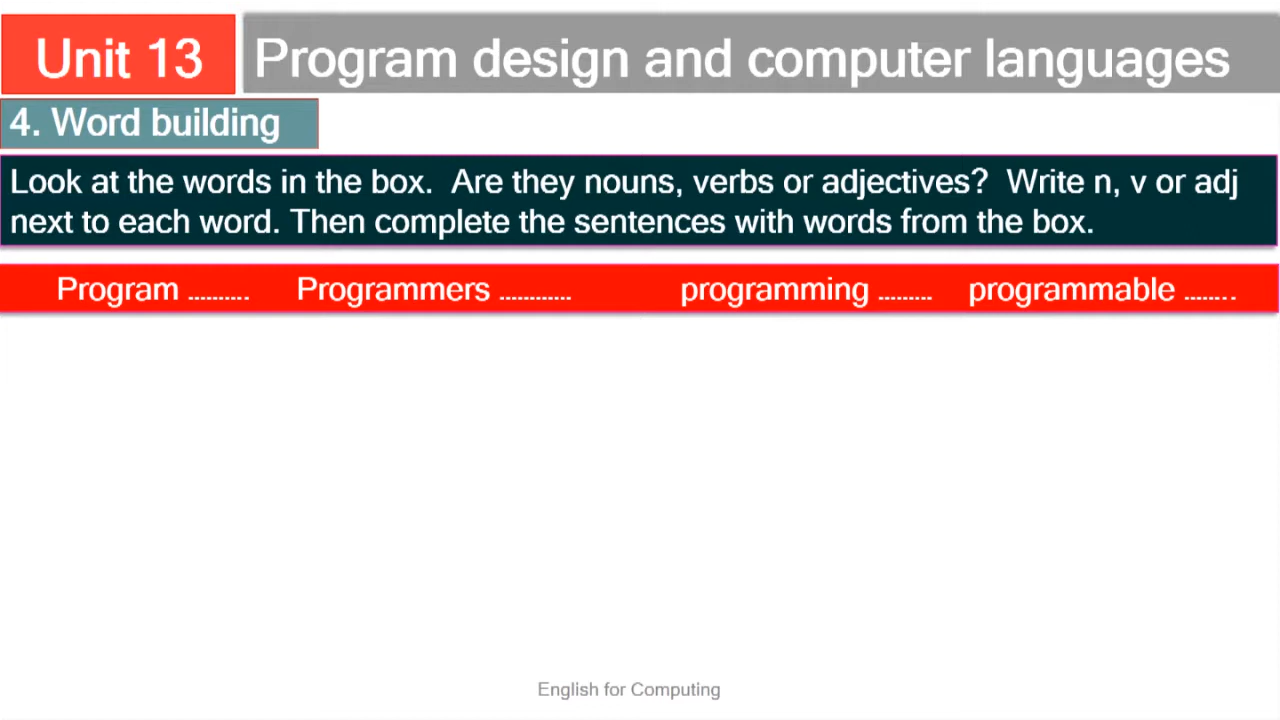 Unit 13
Program design and computer languages
4. Word building
Look at the words in the box.  Are they nouns, verbs or adjectives?  Write n, v or adj
next to each word. Then complete the sentences with words from the box.
Program .......... Programmers ............ programming ......... programmable ........
English for Computing